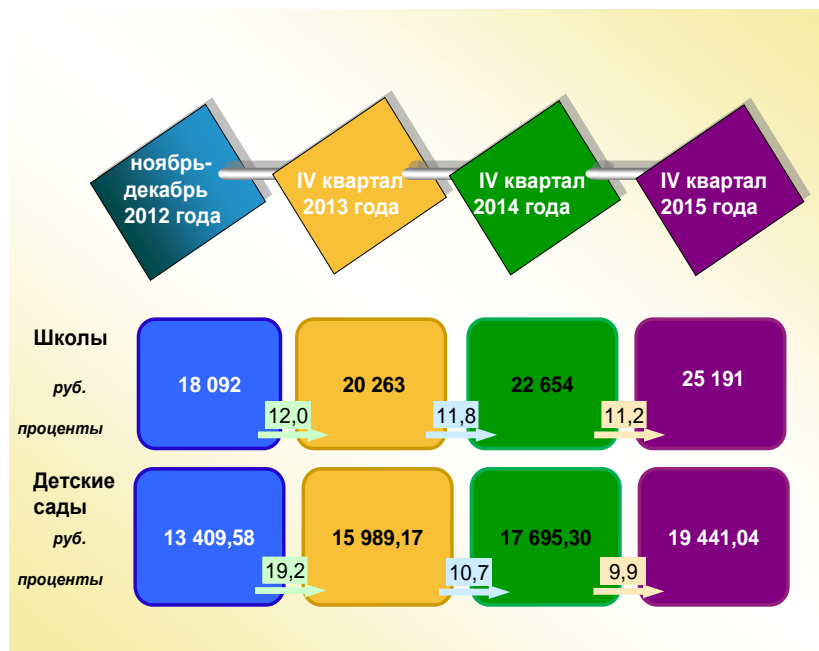 ноябрь-
декабрь
2012 года
IV квартал
2013 года
IV квартал
2014 года
IV квартал
2015 года
Школы
руб.
проценты
18 092
20 263
22 654
25 191
12,0
11,8
11,2
Детские
сады
руб.
проценты
13 409,58
15 989,17
17 695,30
19 441,04
19,2
10,7
9,9